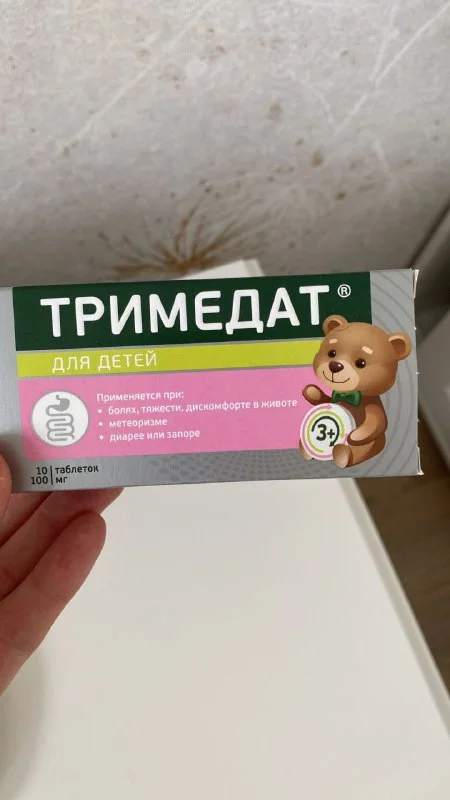 ТРИМЕДАТ®
ДЛЯ ДЕТЕЙ
Применяется при:
• болях, тяжести, дискомфорте в животе
• метеоризме
• диарее или запоре
3+
10 | таблеток
100 | мг